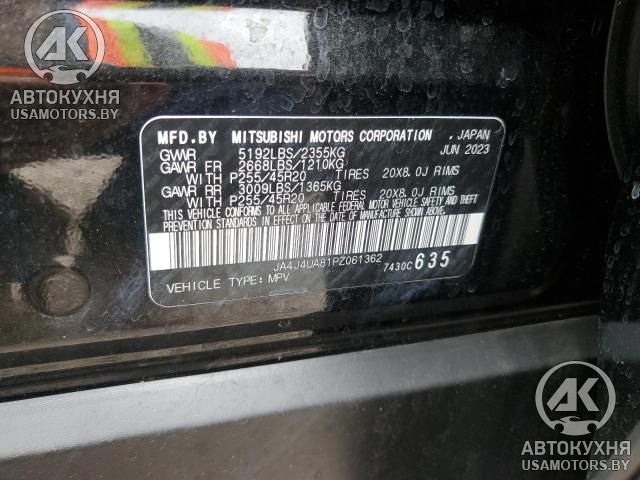 AK
АВТОКУХНЯ
USAMOTORS.BY
MFD.BY MITSUBISHI MOTORS CORPORATION , JAPAN
GVWR 5192LBS/2355KG JUN 2023
GAWR FR 2668LBS/1210KG
WITH P255/45R20 TIRES 20X8.0J RIMS
GAWR RR 3009LBS/1365KG
WITH P255/45R20 TIRES 20X8.0J RIMS
THIS VEHICLE CONFORMS TO ALL APPLICABLE FEDERAL MOTOR VEHICLE SAFETY AND THEFT
PREVENTION STANDARDS IN EFFECT ON THE DATE OF MANUFACTURE SHOWN ABOVE.
JA4J4UA81PZ061362 7430C 635
VEHICLE TYPE: MPV
AK
АВТОКУХНЯ
USAMOTORS.BY